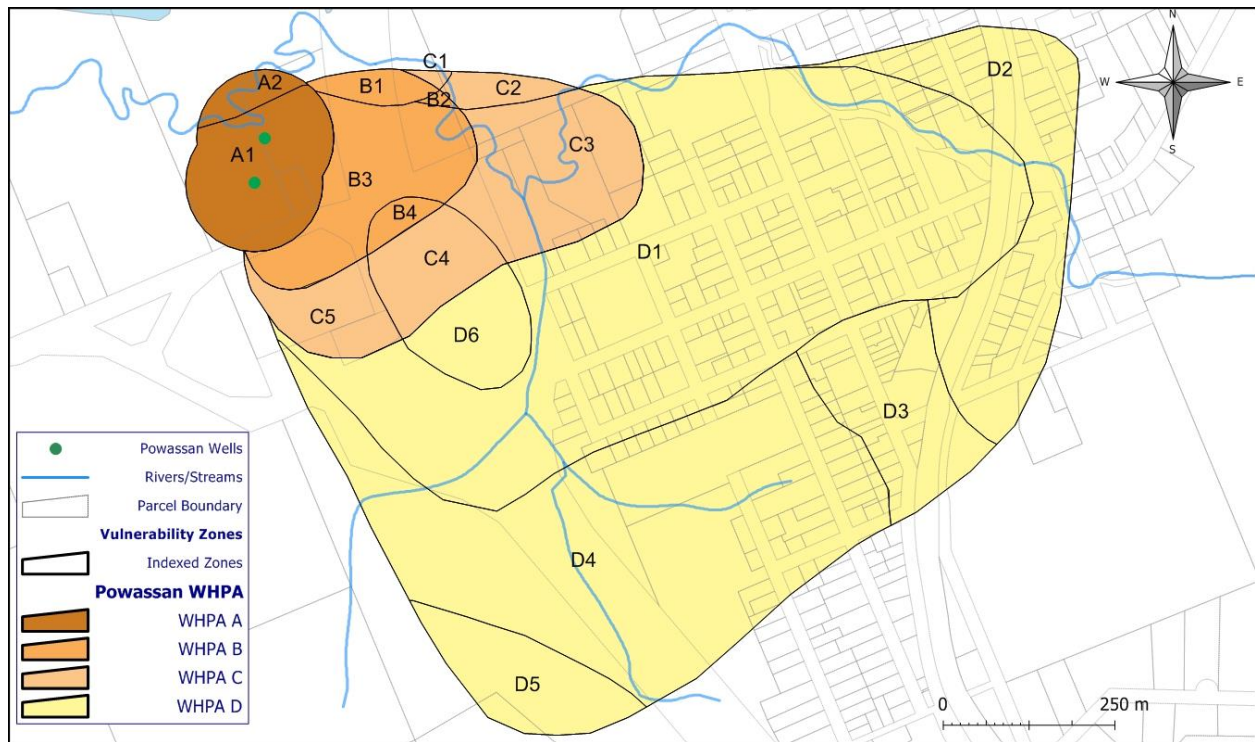 N
W
E
S
C1
A2
B1
B2
C2
D2
A1
C3
B3
B4
D1
C4
C5
D6
D3
D4
D5
Powassan Wells
Rivers/Streams
Parcel Boundary
Vulnerability Zones
Indexed Zones
Powassan WHPA
WHPA A
WHPA B
WHPA C
WHPA D
0
250 m